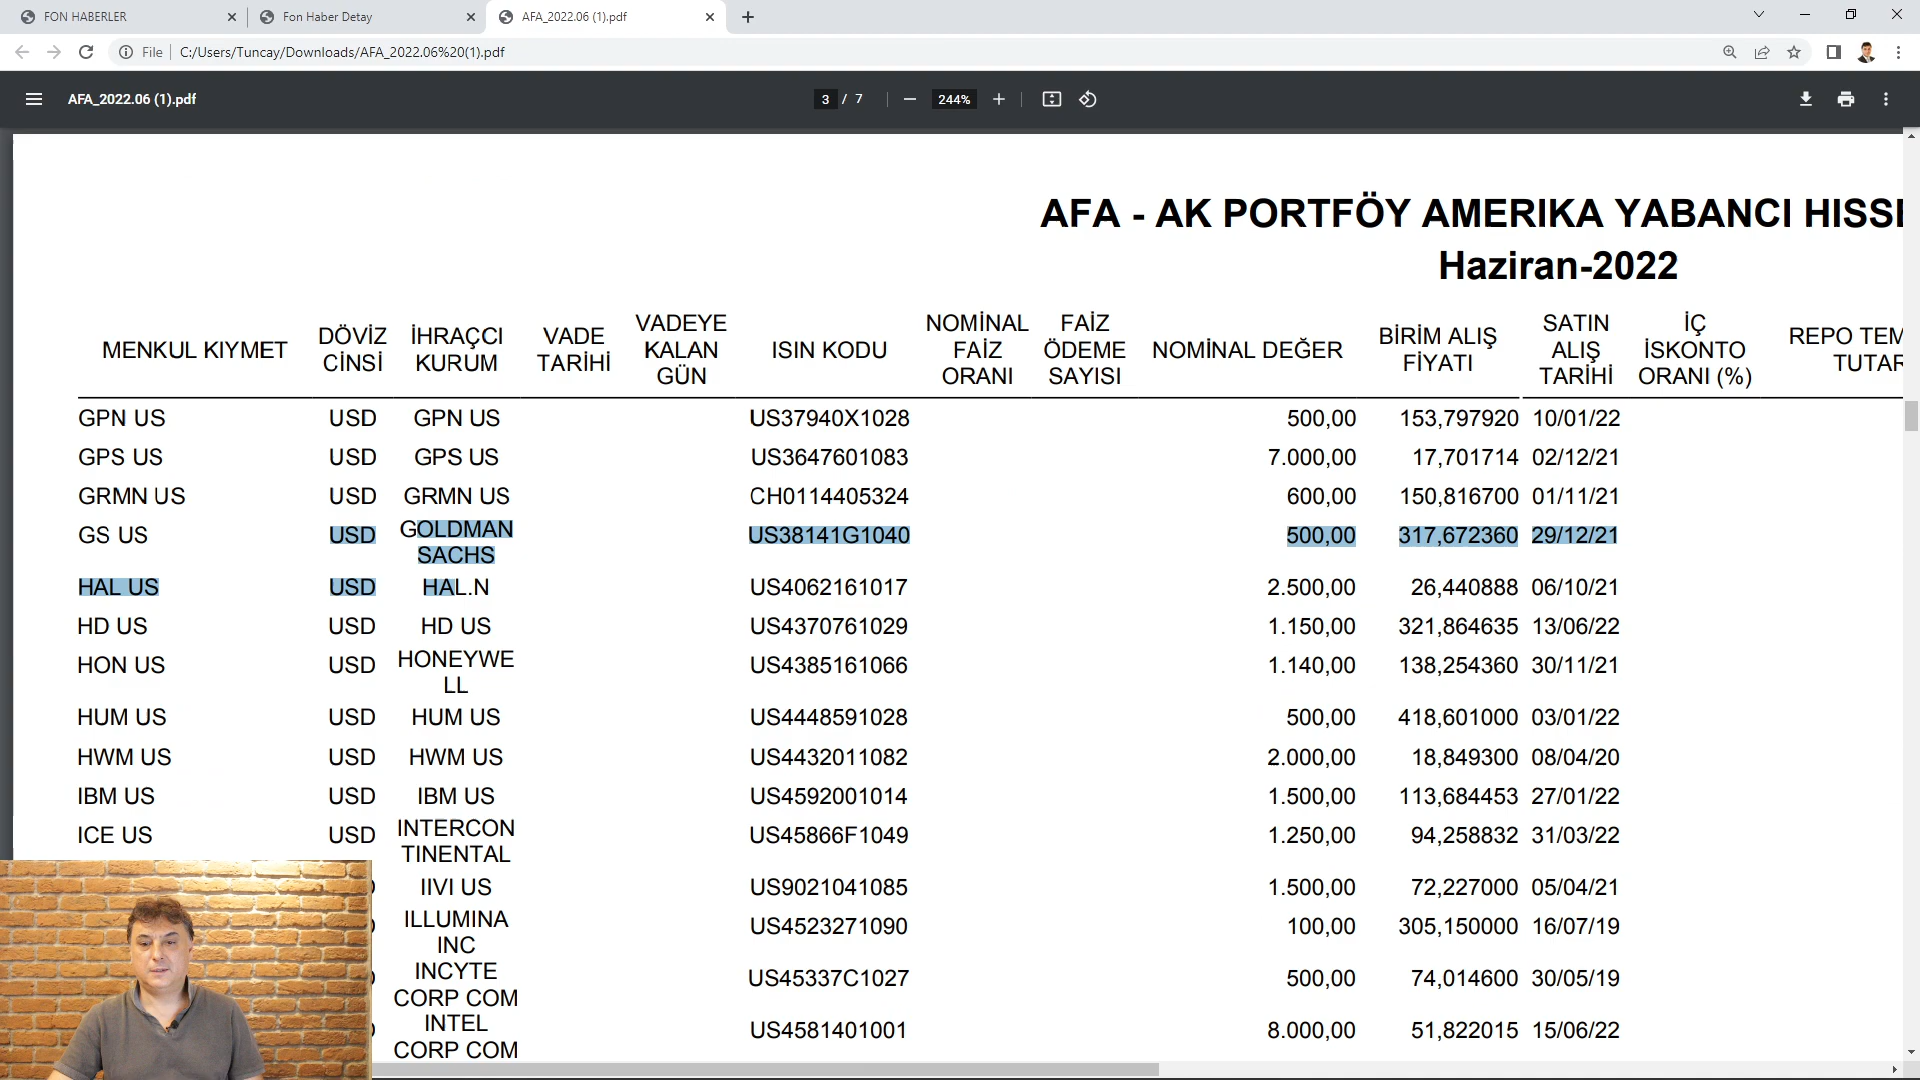 FON HABERLER
Fon Haber Detay
AFA_2022.06 (1).pdf
File
C:/Users/Tuncay/Downloads/AFA_2022.06%20(1).pdf
AFA_2022.06 (1).pdf
3 / 7
244%
AFA - AK PORTFÖY AMERIKA YABANCI HISS
Haziran-2022
MENKUL KIYMET DÖVİZ CİNSİ İHRAÇCI KURUM VADE TARİHİ VADEYE KALAN GÜN ISIN KODU NOMİNAL FAİZ ORANI FAİZ ÖDEME SAYISI NOMİNAL DEĞER BİRİM ALIŞ FİYATI SATIN ALIŞ TARİHİ İÇ İSKONTO ORANI (%) REPO TEM TUTAR
GPN US USD GPN US US37940X1028 500,00 153,797920 10/01/22
GPS US USD GPS US US3647601083 7.000,00 17,701714 02/12/21
GRMN US USD GRMN US CH0114405324 600,00 150,816700 01/11/21
GS US USD GOLDMAN SACHS US38141G1040 500,00 317,672360 29/12/21
HAL US USD HAL.N US4062161017 2.500,00 26,440888 06/10/21
HD US USD HD US US4370761029 1.150,00 321,864635 13/06/22
HON US USD HONEYWE LL US4385161066 1.140,00 138,254360 30/11/21
HUM US USD HUM US US4448591028 500,00 418,601000 03/01/22
HWM US USD HWM US US4432011082 2.000,00 18,849300 08/04/20
IBM US USD IBM US US4592001014 1.500,00 113,684453 27/01/22
ICE US USD INTERCON TINENTAL US45866F1049 1.250,00 94,258832 31/03/22
IIVI US US9021041085 1.500,00 72,227000 05/04/21
ILLUMINA INC US4523271090 100,00 305,150000 16/07/19
INCYTE CORP COM US45337C1027 500,00 74,014600 30/05/19
INTEL CORP COM US4581401001 8.000,00 51,822015 15/06/22